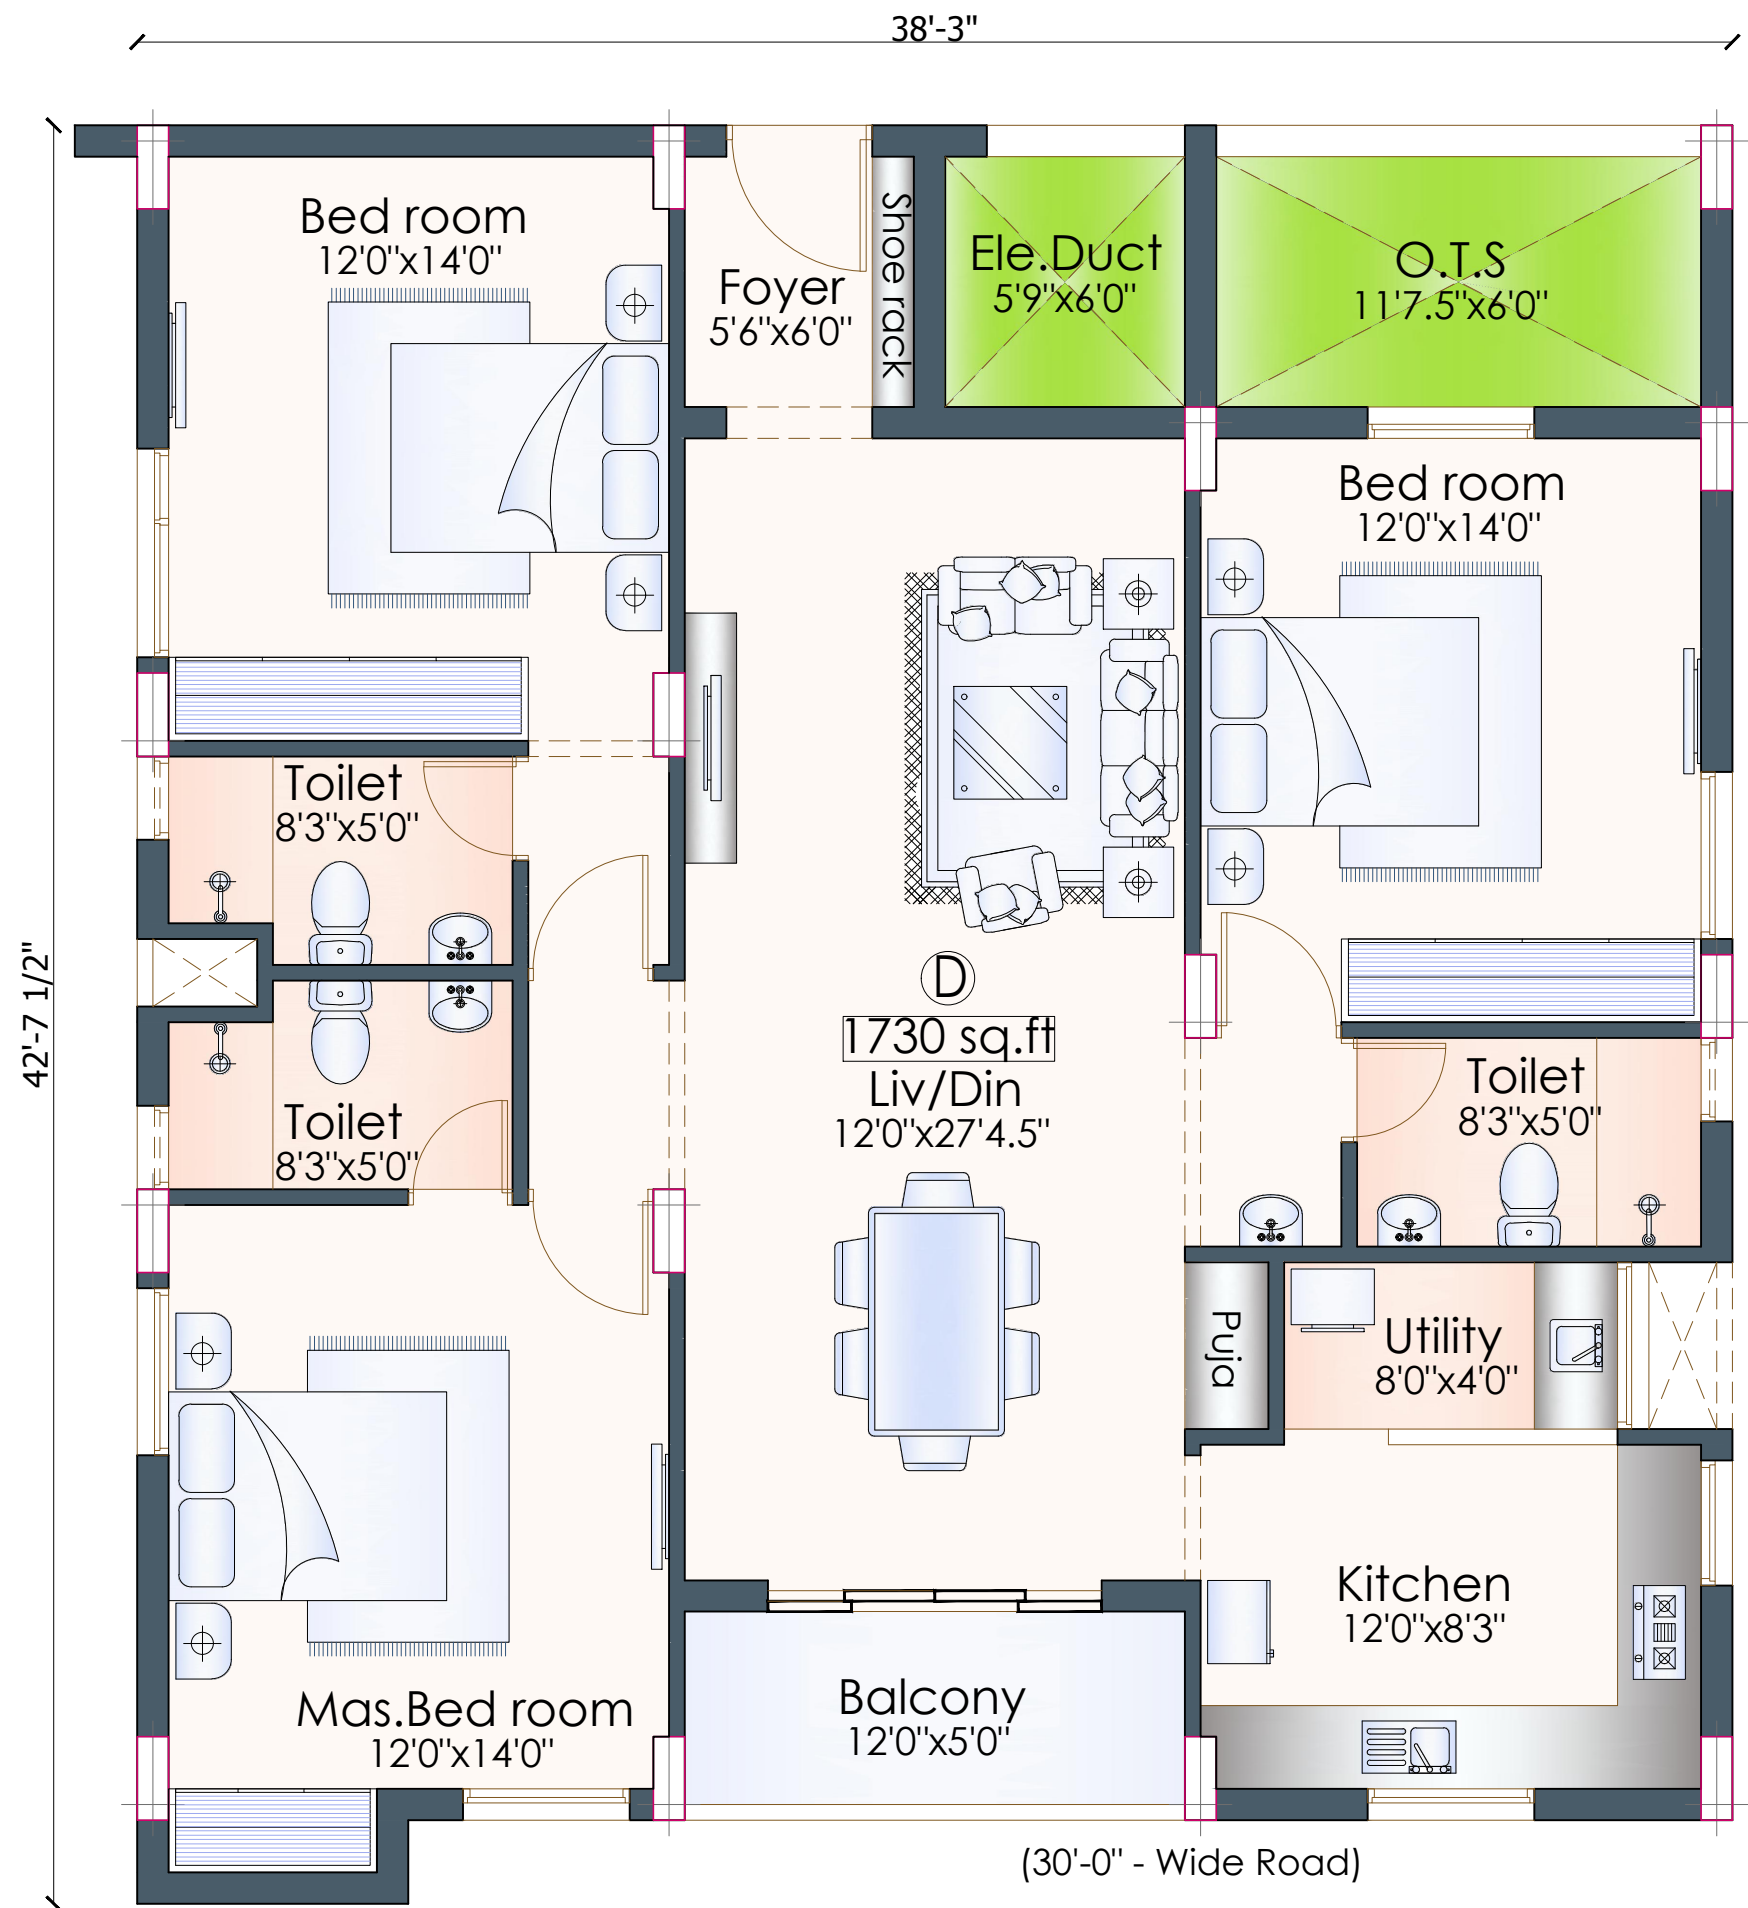 38'-3"
42'-7 1/2"
Bed room
12'0"x14'0"
Foyer
5'6"x6'0"
Shoe rack
Ele.Duct
5'9"x6'0"
O.T.S
11'7.5"x6'0"
Bed room
12'0"x14'0"
Toilet
8'3"x5'0"
D
1730 sq.ft
Liv/Din
12'0"x27'4.5"
Toilet
8'3"x5'0"
Toilet
8'3"x5'0"
Puja
Utility
8'0"x4'0"
Kitchen
12'0"x8'3"
Mas.Bed room
12'0"x14'0"
Balcony
12'0"x5'0"
(30'-0" - Wide Road)